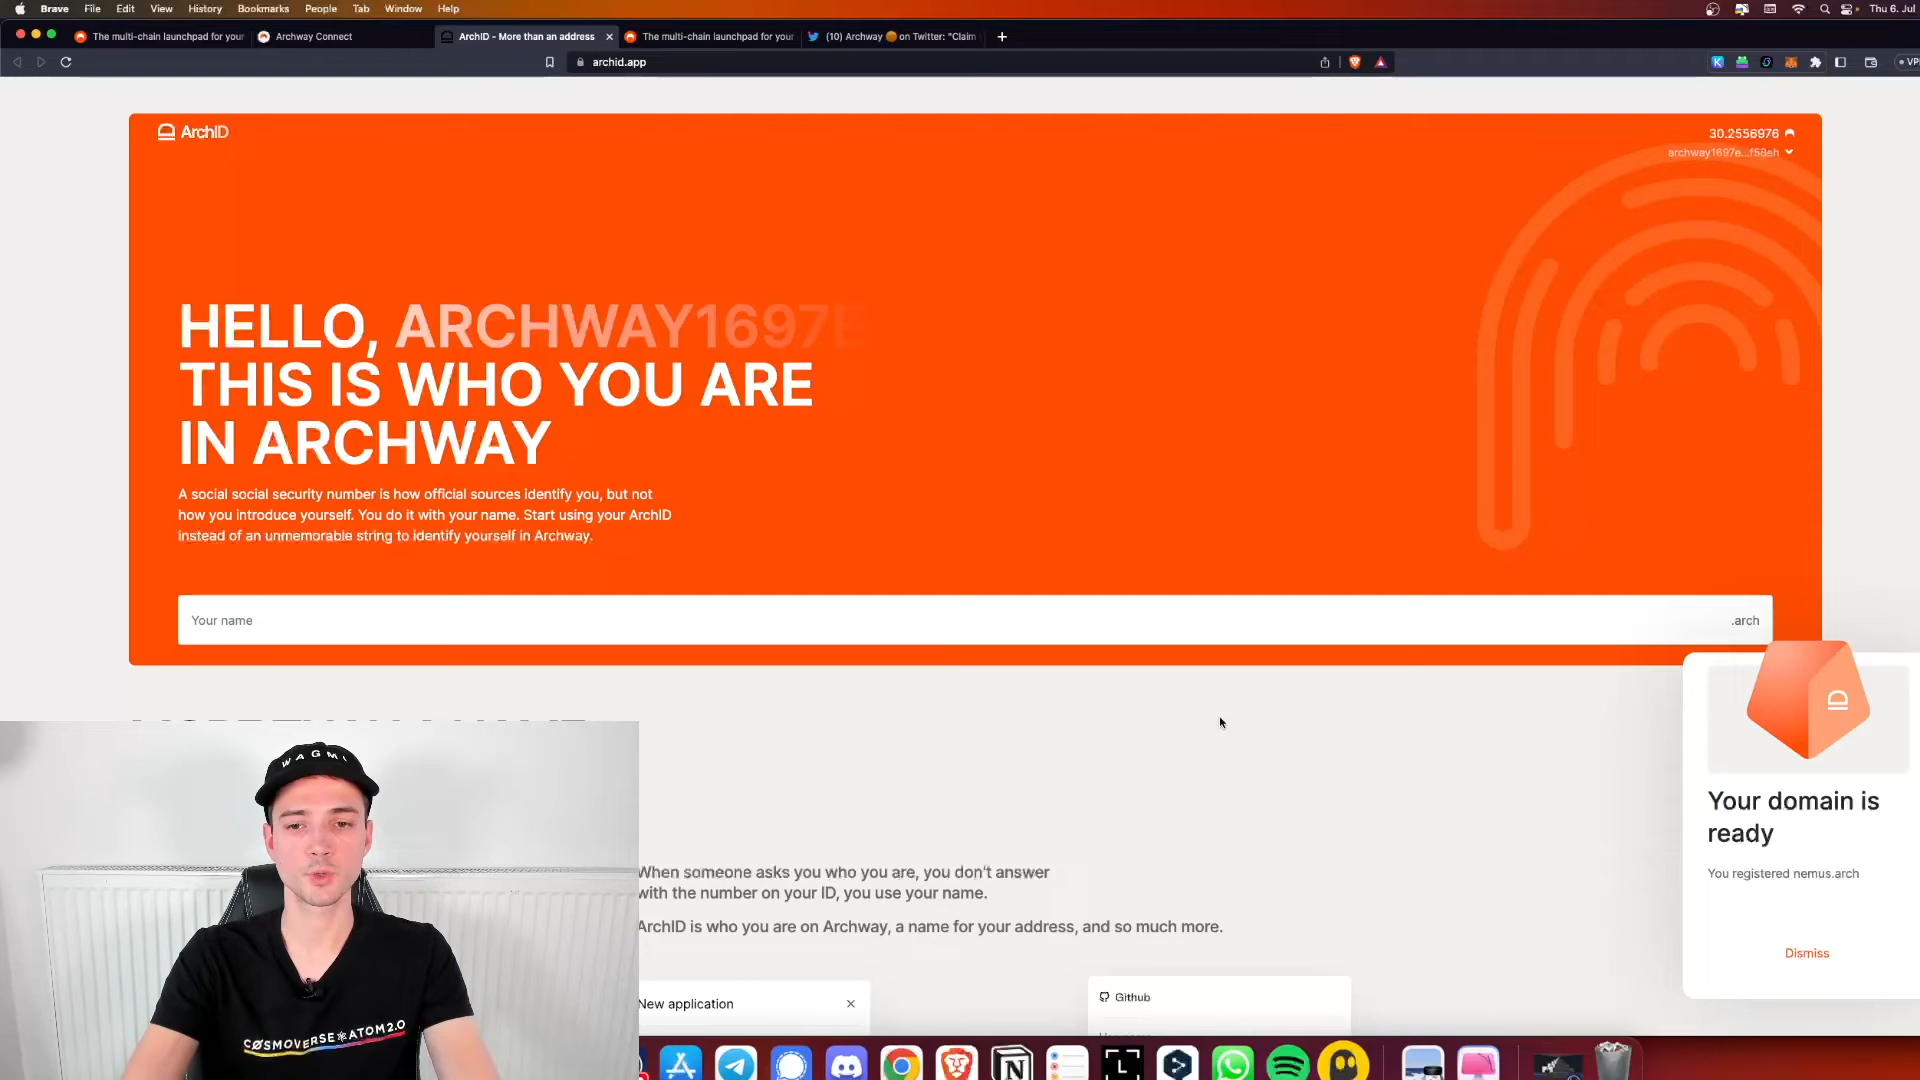 Brave File Edit View History Bookmarks People Tab Window Help Thu 6. Jul
The multi-chain launchpad for your Archway Connect ArchID - More than an address The multi-chain launchpad for your (10) Archway on Twitter: "Claim
archid.app VP
ArchID
30.2556976
archway1697e...f58eh
HELLO, ARCHWAY1697E
THIS IS WHO YOU ARE
IN ARCHWAY
A social social security number is how official sources identify you, but not
how you introduce yourself. You do it with your name. Start using your ArchID
instead of an unmemorable string to identify yourself in Archway.
Your name .arch
Your domain is
ready
You registered nemus.arch
Dismiss
When someone asks you who you are, you don't answer
with the number on your ID, you use your name.
ArchID is who you are on Archway, a name for your address, and so much more.
New application
Github
WAGMI
COSMOVERSE ATOM2.0